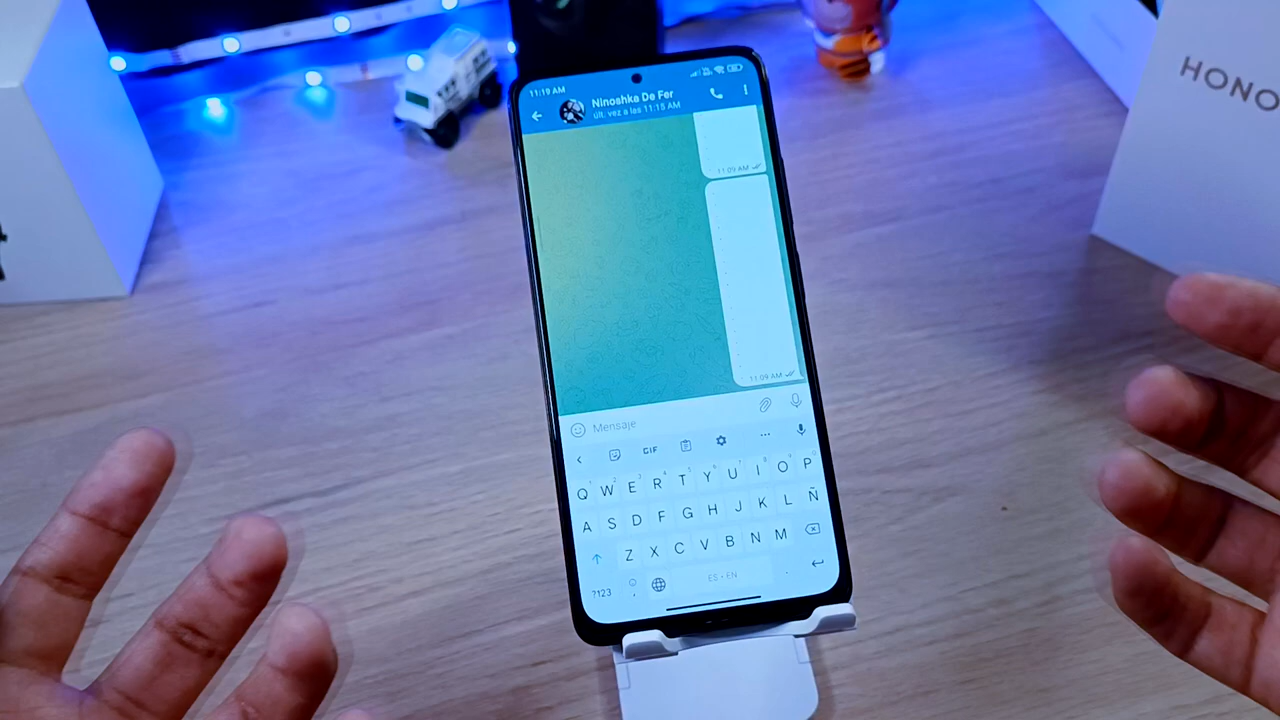 HONO
11:19 AM
Ninoshka De Fer
últ. vez a las 11:15 AM
11:09 AM
11:09 AM
Mensaje
GIF
Q W E R T Y U I O P
A S D F G H J K L Ñ
Z X C V B N M
?123 , ES • EN .